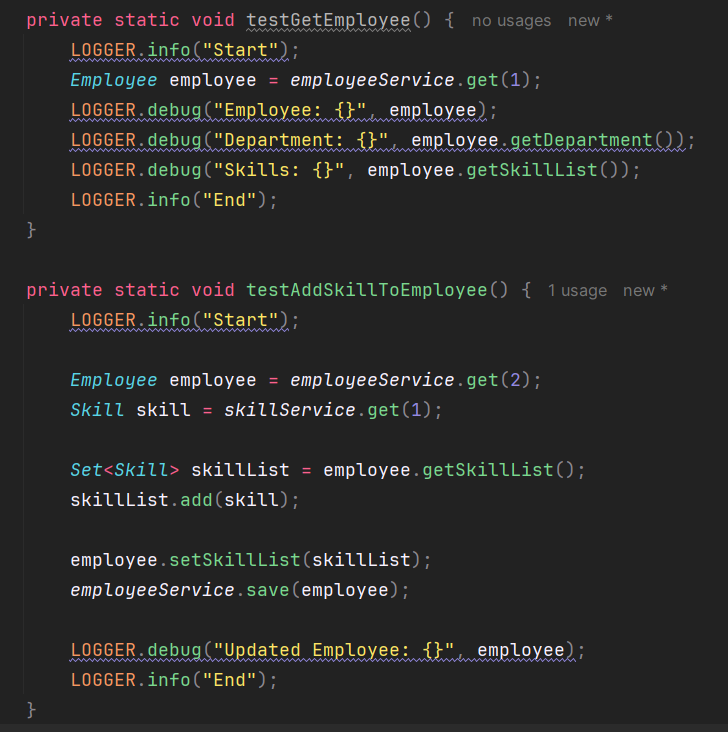 private static void testGetEmployee() { no usages new *
LOGGER.info("Start");
Employee employee = employeeService.get(1);
LOGGER.debug("Employee: {}", employee);
LOGGER.debug("Department: {}", employee.getDepartment());
LOGGER.debug("Skills: {}", employee.getSkillList());
LOGGER.info("End");
}
private static void testAddSkillToEmployee() { 1 usage new *
LOGGER.info("Start");
Employee employee = employeeService.get(2);
Skill skill = skillService.get(1);
Set<Skill> skillList = employee.getSkillList();
skillList.add(skill);
employee.setSkillList(skillList);
employeeService.save(employee);
LOGGER.debug("Updated Employee: {}", employee);
LOGGER.info("End");
}